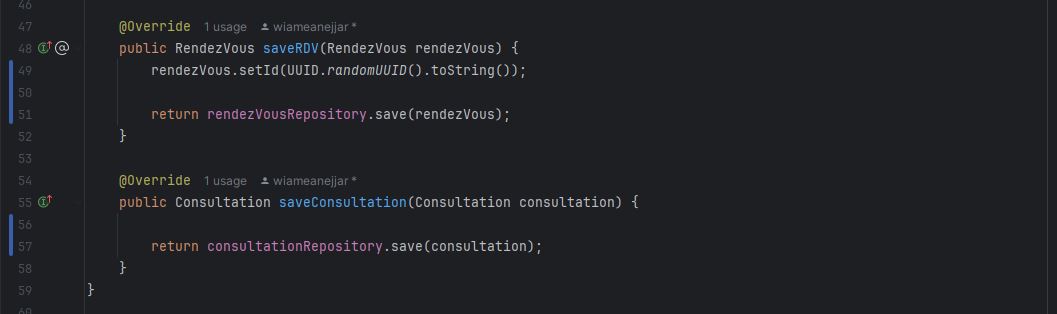 46
47 @Override 1 usage wiameanejjar *
48 @ public RendezVous saveRDV(RendezVous rendezVous) {
49 rendezVous.setId(UUID.randomUUID().toString());
50
51 return rendezVousRepository.save(rendezVous);
52 }
53
54 @Override 1 usage wiameanejjar *
55 public Consultation saveConsultation(Consultation consultation) {
56
57 return consultationRepository.save(consultation);
58 }
59 }
60